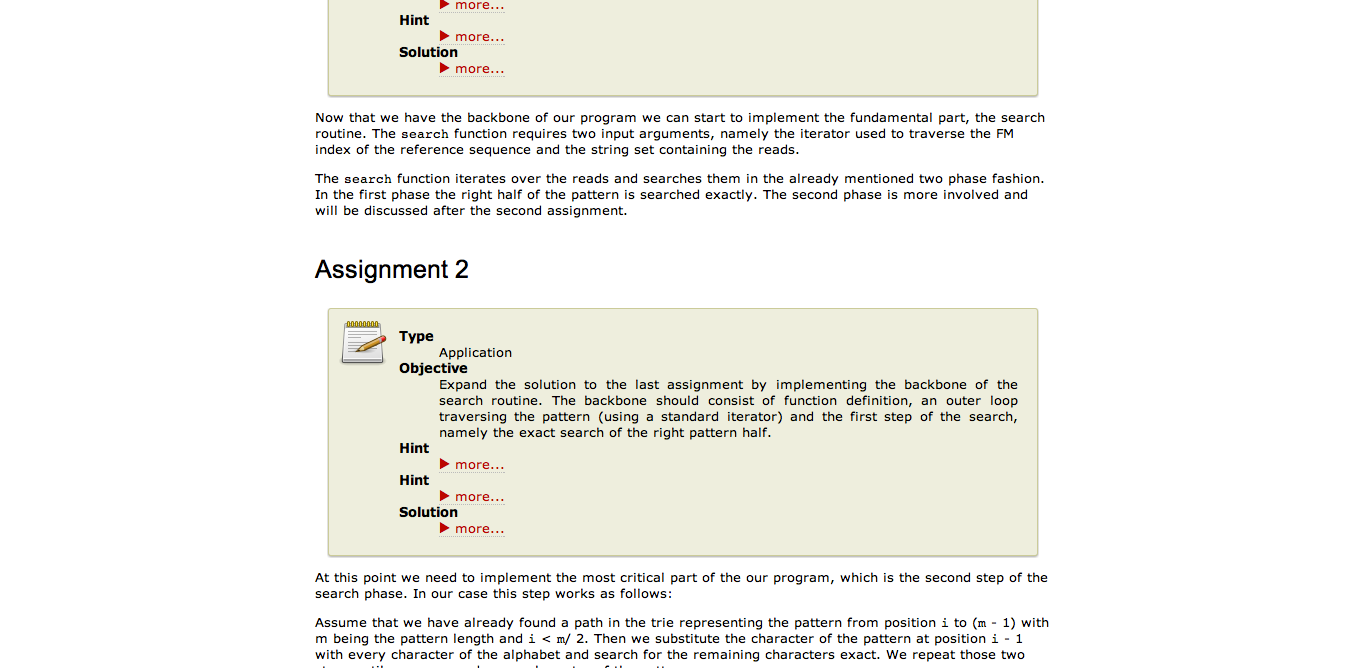 more...
Hint
more...
Solution
more...
Now that we have the backbone of our program we can start to implement the fundamental part, the search
routine. The search function requires two input arguments, namely the iterator used to traverse the FM
index of the reference sequence and the string set containing the reads.
The search function iterates over the reads and searches them in the already mentioned two phase fashion.
In the first phase the right half of the pattern is searched exactly. The second phase is more involved and
will be discussed after the second assignment.
Assignment 2
Type
Application
Objective
Expand the solution to the last assignment by implementing the backbone of the
search routine. The backbone should consist of function definition, an outer loop
traversing the pattern (using a standard iterator) and the first step of the search,
namely the exact search of the right pattern half.
Hint
more...
Hint
more...
Solution
more...
At this point we need to implement the most critical part of the our program, which is the second step of the
search phase. In our case this step works as follows:
Assume that we have already found a path in the trie representing the pattern from position i to (m - 1) with
m being the pattern length and i < m/ 2. Then we substitute the character of the pattern at position i - 1
with every character of the alphabet and search for the remaining characters exact. We repeat those two